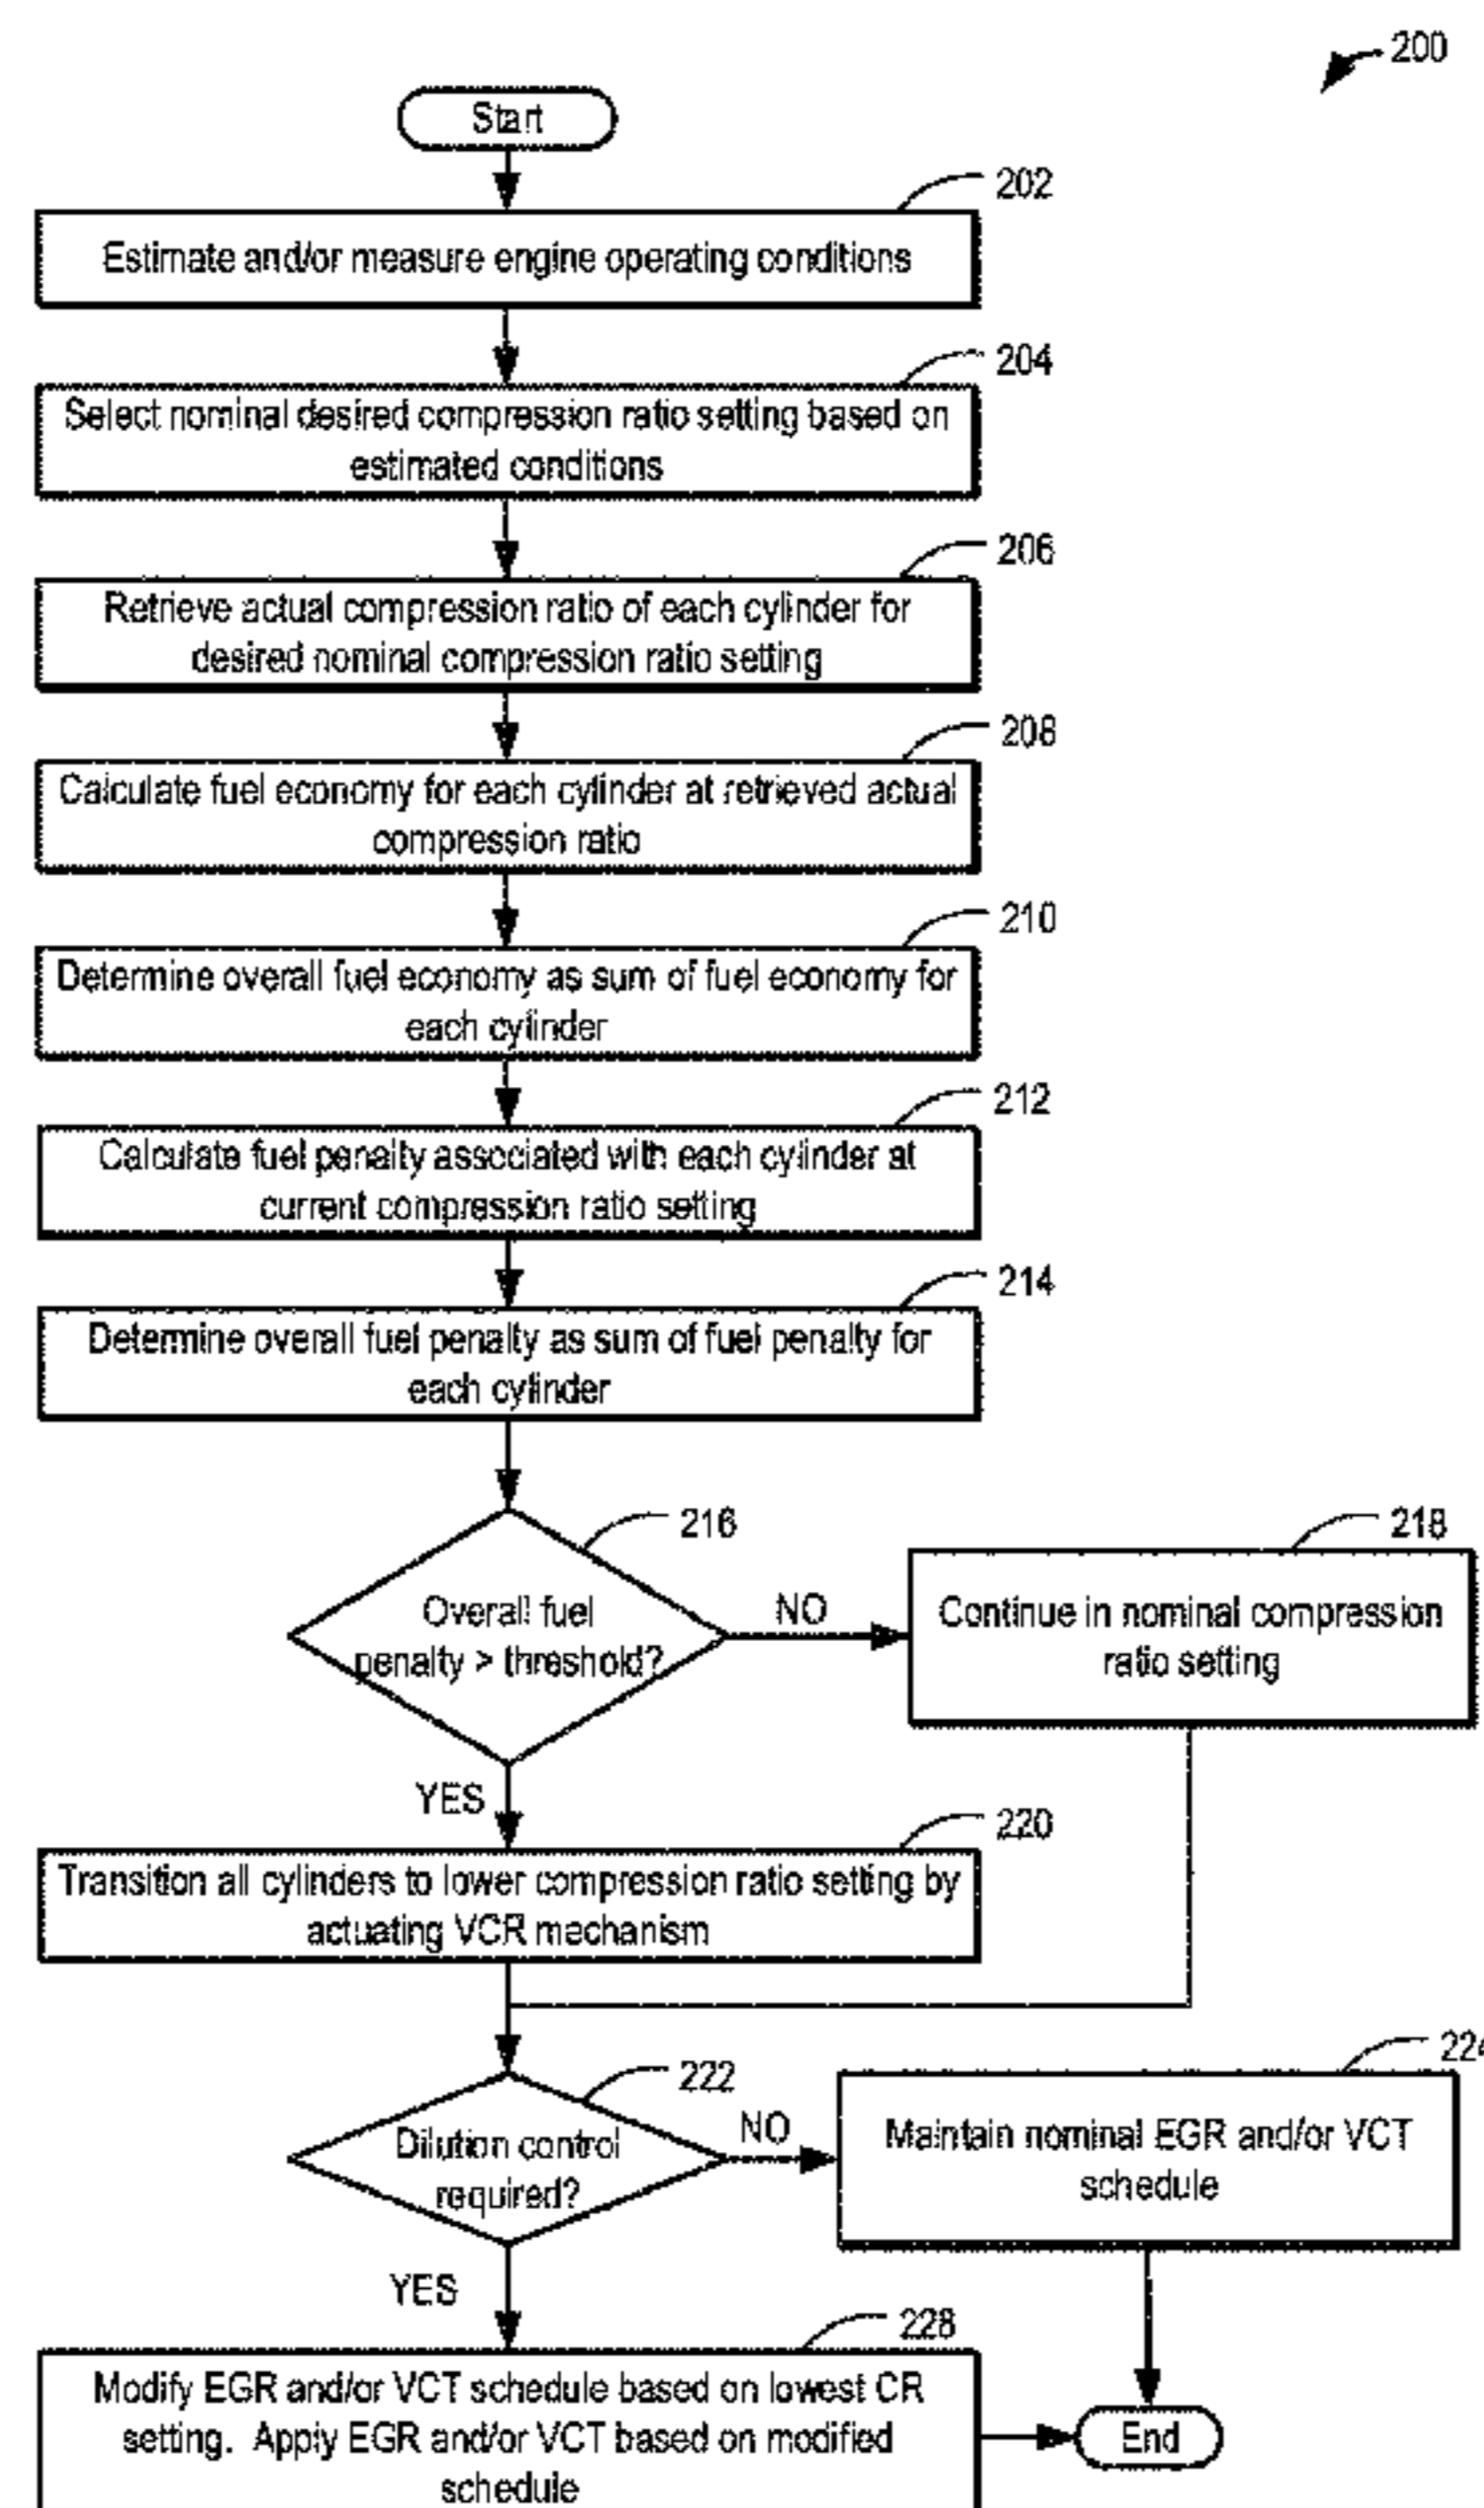 200
Start
202
Estimate and/or measure engine operating conditions
204
Select nominal desired compression ratio setting based on
estimated conditions
206
Retrieve actual compression ratio of each cylinder for
desired nominal compression ratio setting
208
Calculate fuel economy for each cylinder at retrieved actual
compression ratio
210
Determine overall fuel economy as sum of fuel economy for
each cylinder
212
Calculate fuel penalty associated with each cylinder at
current compression ratio setting
214
Determine overall fuel penalty as sum of fuel penalty for
each cylinder
216
Overall fuel
penalty > threshold?
NO
218
Continue in nominal compression
ratio setting
YES
220
Transition all cylinders to lower compression ratio setting by
actuating VCR mechanism
222
Dilution control
required?
NO
224
Maintain nominal EGR and/or VCT
schedule
YES
228
Modify EGR and/or VCT schedule based on lowest CR
setting. Apply EGR and/or VCT based on modified
schedule
End